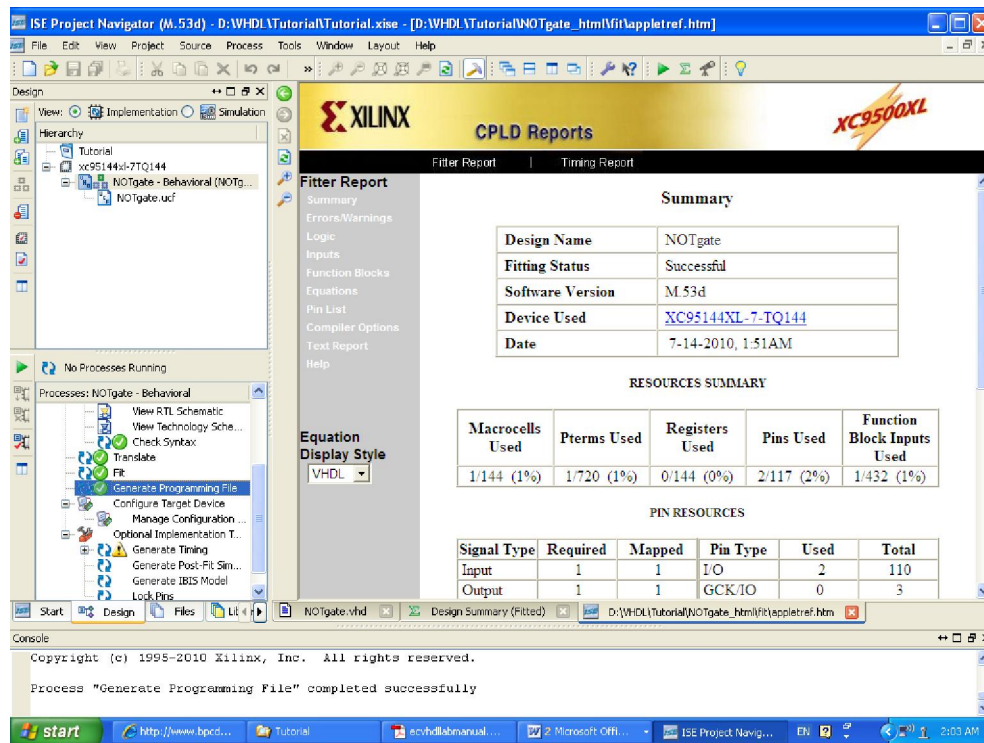 ISE Project Navigator (M.53d) - D:\VHDL\Tutorial\Tutorial.xise - [D:\VHDL\Tutorial\NOTgate_html\fit\appletref.htm]
File Edit View Project Source Process Tools Window Layout Help
Design
View: Implementation Simulation
Hierarchy
Tutorial
xc95144xl-7TQ144
NOTgate - Behavioral (NOTg...
NOTgate.ucf
No Processes Running
Processes: NOTgate - Behavioral
View RTL Schematic
View Technology Sche...
Check Syntax
Translate
Fit
Generate Programming File
Configure Target Device
Manage Configuration ...
Optional Implementation T...
Generate Timing
Generate Post-Fit Sim...
Generate IBIS Model
Lock Pins
Start Design Files Lit
XILINX
CPLD Reports
XC9500XL
Fitter Report | Timing Report
Fitter Report
Summary
Errors/Warnings
Logic
Inputs
Function Blocks
Equations
Pin List
Compiler Options
Text Report
Help
Equation
Display Style
VHDL
Summary
Design Name NOTgate
Fitting Status Successful
Software Version M.53d
Device Used XC95144XL-7-TQ144
Date 7-14-2010, 1:51AM
RESOURCES SUMMARY
Macrocells Used Pterms Used Registers Used Pins Used Function Block Inputs Used
1/144 (1%) 1/720 (1%) 0/144 (0%) 2/117 (2%) 1/432 (1%)
PIN RESOURCES
Signal Type Required Mapped Pin Type Used Total
Input 1 1 I/O 2 110
Output 1 1 GCK/IO 0 3
NOTgate.vhd Design Summary (Fitted) D:\VHDL\Tutorial\NOTgate_html\fit\appletref.htm
Console
Copyright (c) 1995-2010 Xilinx, Inc. All rights reserved.
Process "Generate Programming File" completed successfully
start http://www.bpcd... Tutorial ecvhdllabmanual.... 2 Microsoft Offi... ISE Project Navig... EN 2:03 AM